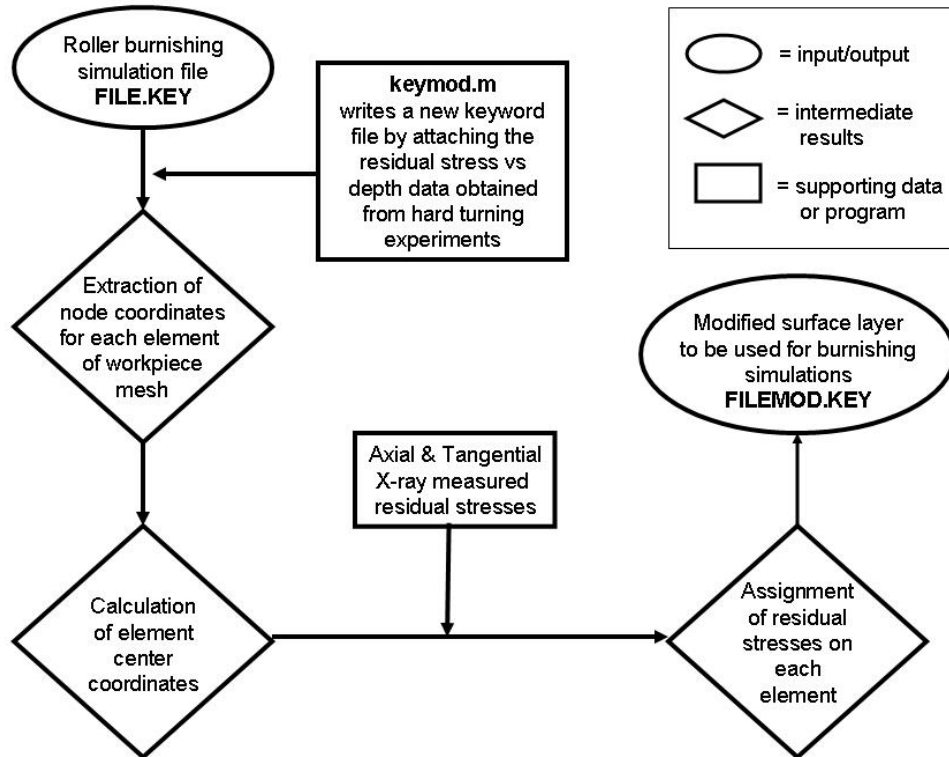 Roller burnishing
simulation file
FILE.KEY
keymod.m
writes a new keyword
file by attaching the
residual stress vs
depth data obtained
from hard turning
experiments
= input/output
= intermediate
results
= supporting data
or program
Extraction of
node coordinates
for each element
of workpiece
mesh
Modified surface layer
to be used for burnishing
simulations
FILEMOD.KEY
Axial & Tangential
X-ray measured
residual stresses
Calculation
of element
center
coordinates
Assignment
of residual
stresses on
each
element